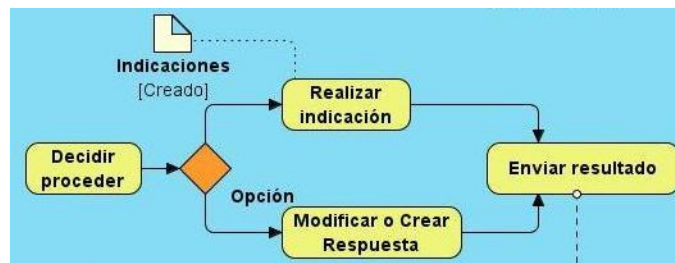 Indicaciones
[Creado]
Realizar
indicación
Decidir
proceder
Enviar resultado
Opción
Modificar o Crear
Respuesta